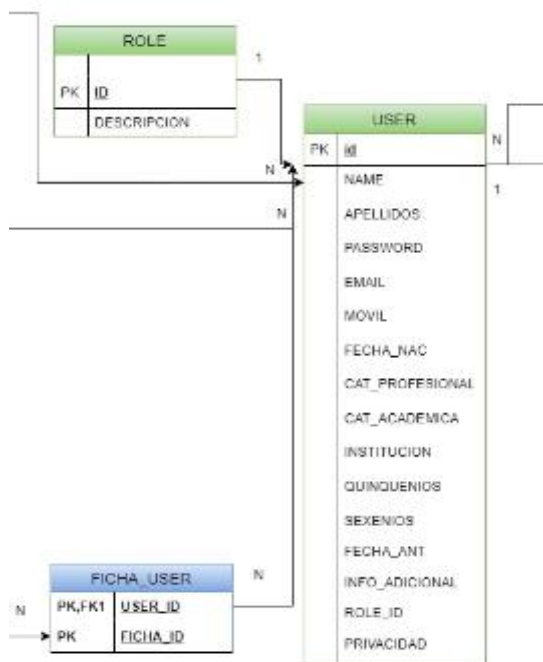 ROLE
1
PK ID
DESCRIPCION
USER
N
PK id
N
NAME
1
N
APELLIDOS
PASSWORD
EMAIL
MOVIL
FECHA_NAC
CAT_PROFESIONAL
CAT_ACADEMICA
INSTITUCION
QUINQUENIOS
SEXENIOS
FECHA_ANT
INFO_ADICIONAL
ROLE_ID
PRIVACIDAD
FICHA_USER
N
PK,FK1 USER_ID
N
PK FICHA_ID